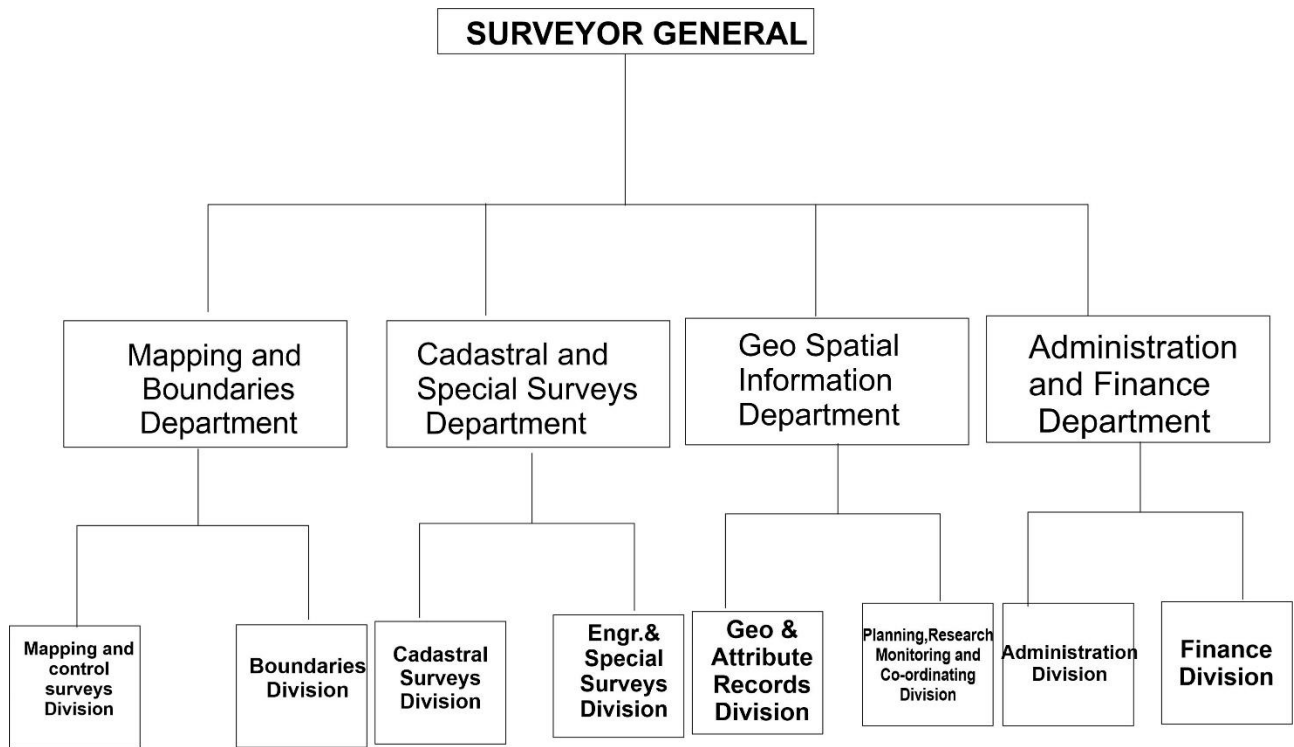 SURVEYOR GENERAL
Mapping and
Boundaries
Department
Cadastral and
Special Surveys
Department
Geo Spatial
Information
Department
Administration
and Finance
Department
Mapping and
control
surveys
Division
Boundaries
Division
Cadastral
Surveys
Division
Engr.&
Special
Surveys
Division
Geo &
Attribute
Records
Division
Planning,Research
Monitoring and
Co-ordinating
Division
Administration
Division
Finance
Division